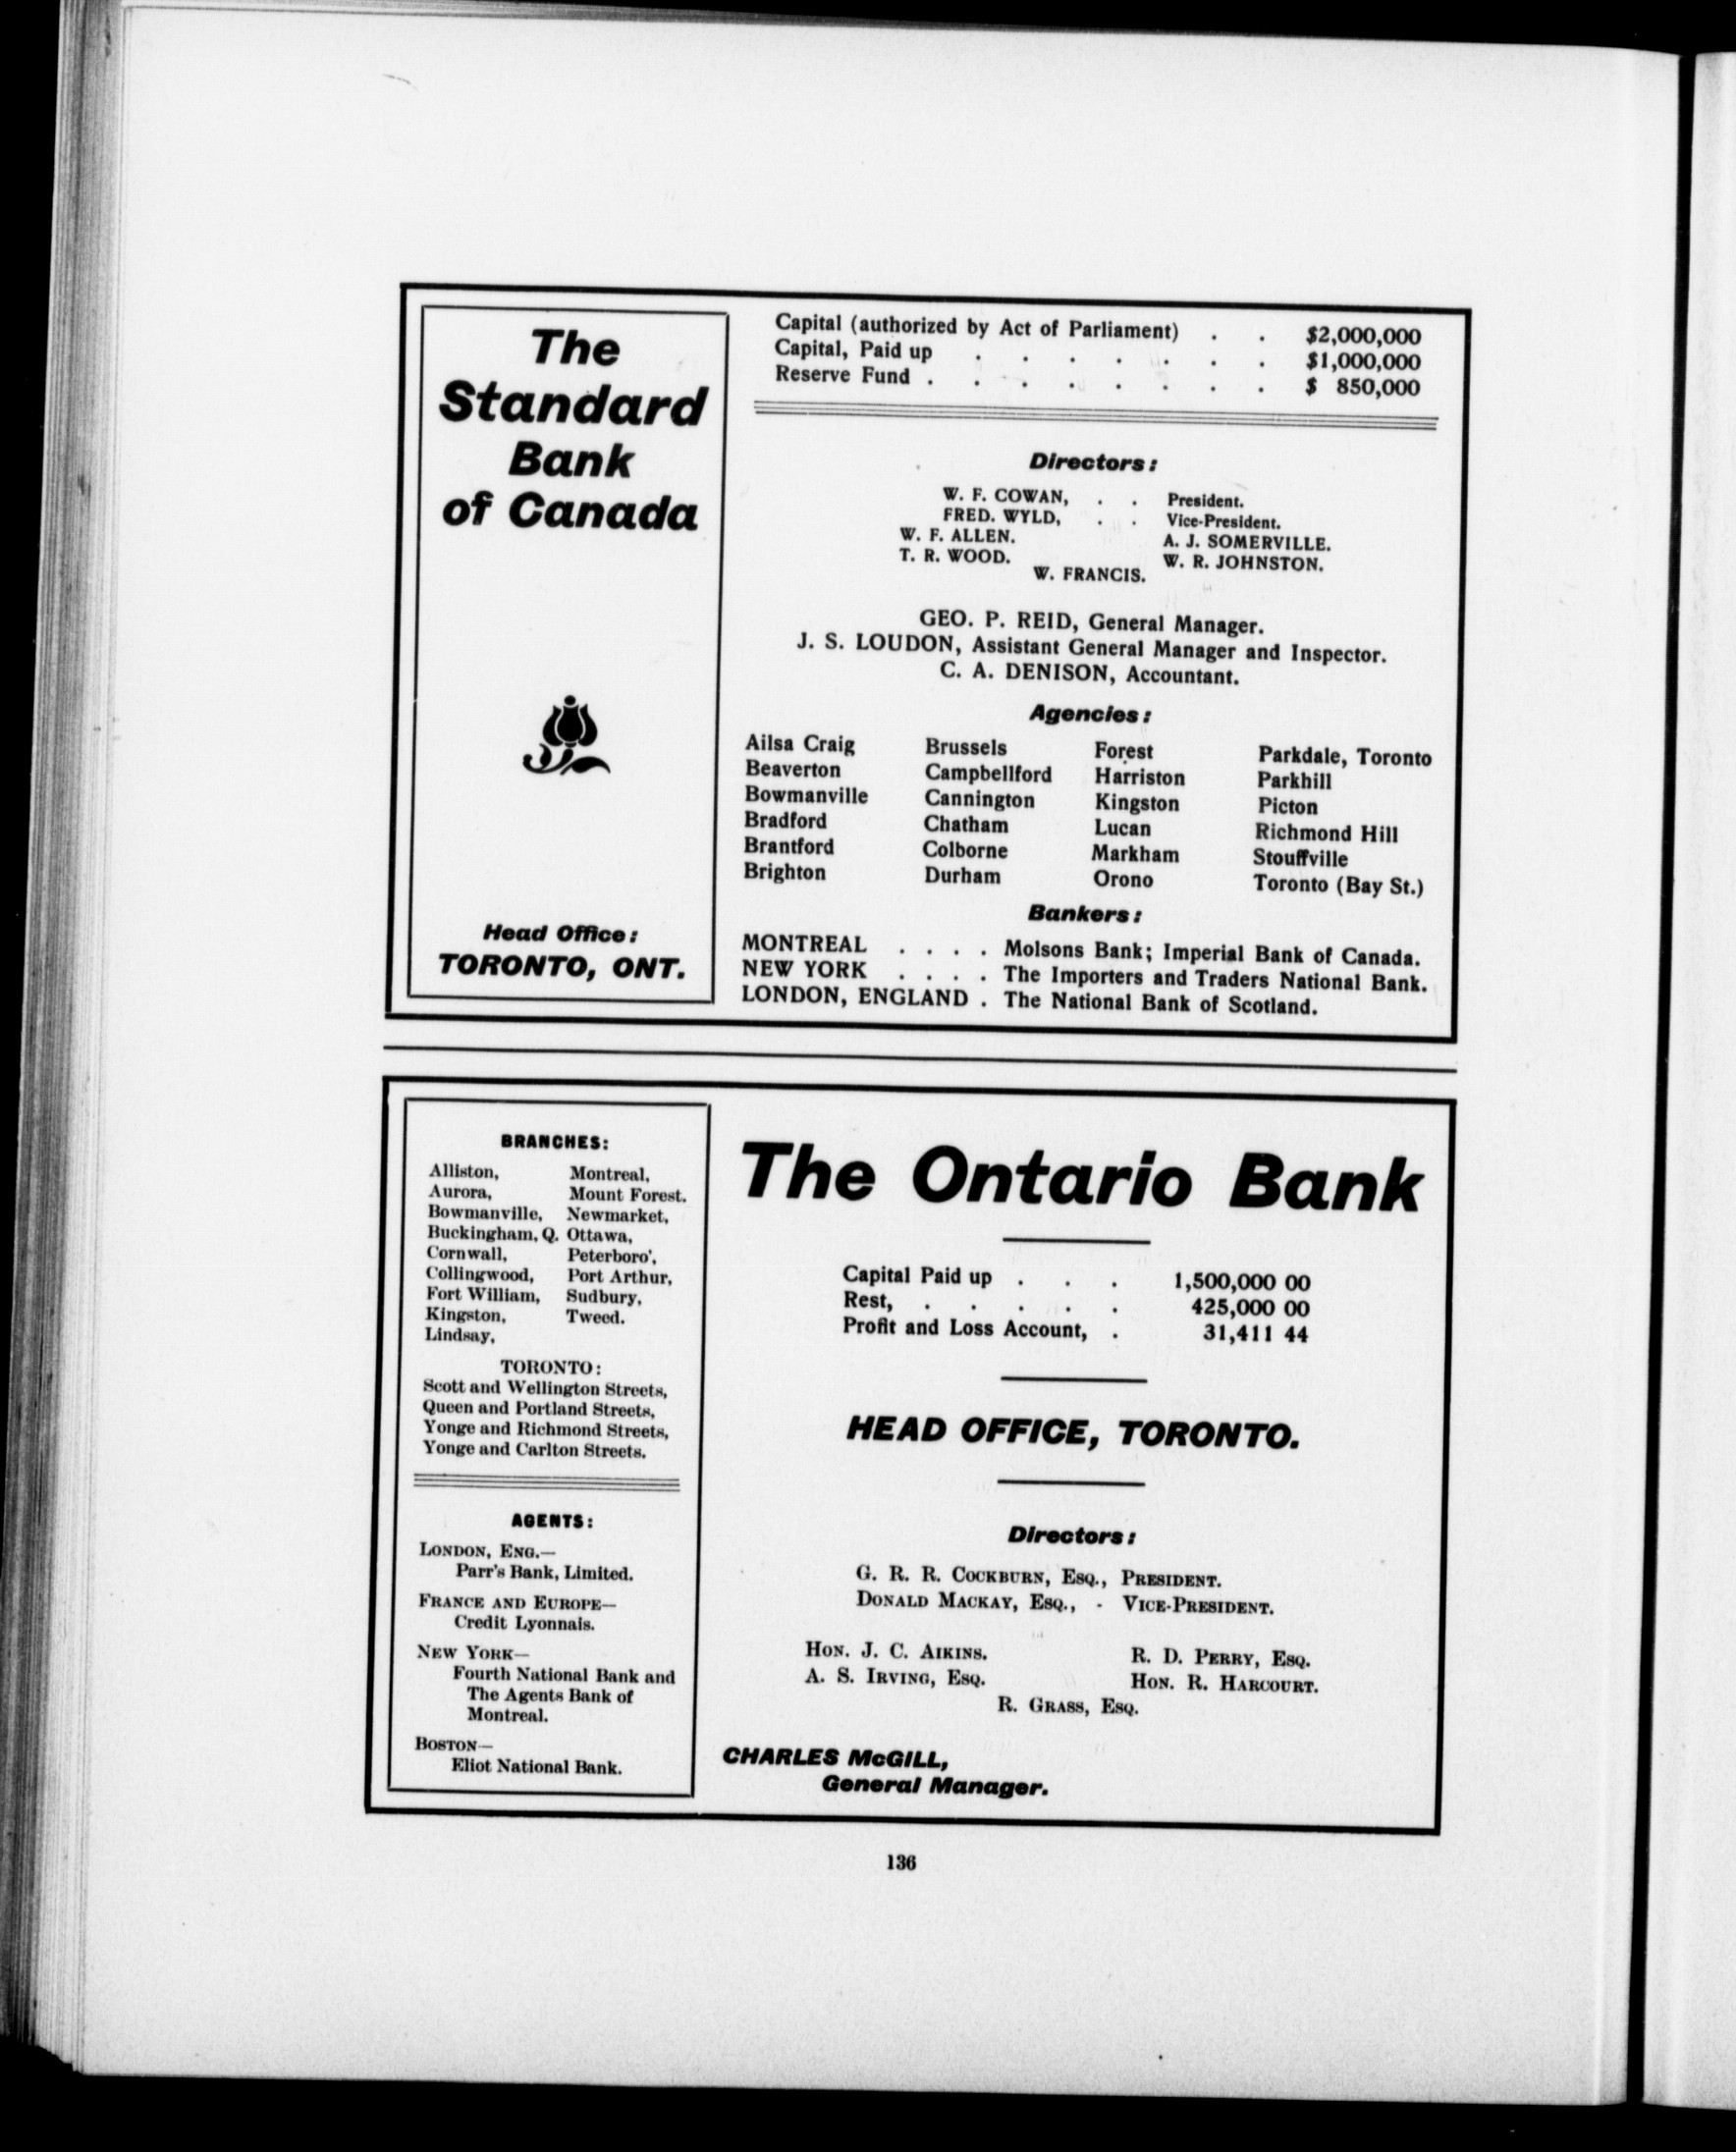 The
Standard
Bank
of Canada
Head Office:
TORONTO, ONT.
Capital (authorized by Act of Parliament) . . $2,000,000
Capital, Paid up . . . . . . . $1,000,000
Reserve Fund . . . . . . . . $ 850,000
Directors:
W. F. COWAN, . . President.
FRED. WYLD, . . Vice-President.
W. F. ALLEN. A. J. SOMERVILLE.
T. R. WOOD. W. R. JOHNSTON.
W. FRANCIS.
GEO. P. REID, General Manager.
J. S. LOUDON, Assistant General Manager and Inspector.
C. A. DENISON, Accountant.
Agencies:
Ailsa Craig Brussels Forest Parkdale, Toronto
Beaverton Campbellford Harriston Parkhill
Bowmanville Cannington Kingston Picton
Bradford Chatham Lucan Richmond Hill
Brantford Colborne Markham Stouffville
Brighton Durham Orono Toronto (Bay St.)
Bankers:
MONTREAL . . . . Molsons Bank; Imperial Bank of Canada.
NEW YORK . . . . The Importers and Traders National Bank.
LONDON, ENGLAND . The National Bank of Scotland.
BRANCHES:
Alliston, Montreal,
Aurora, Mount Forest.
Bowmanville, Newmarket,
Buckingham, Q. Ottawa,
Cornwall, Peterboro',
Collingwood, Port Arthur,
Fort William, Sudbury,
Kingston, Tweed.
Lindsay,
TORONTO:
Scott and Wellington Streets,
Queen and Portland Streets,
Yonge and Richmond Streets,
Yonge and Carlton Streets.
AGENTS:
LONDON, ENG.—
Parr's Bank, Limited.
FRANCE AND EUROPE—
Credit Lyonnais.
NEW YORK—
Fourth National Bank and
The Agents Bank of
Montreal.
BOSTON—
Eliot National Bank.
The Ontario Bank
Capital Paid up . . . 1,500,000 00
Rest, . . . . . 425,000 00
Profit and Loss Account, . 31,411 44
HEAD OFFICE, TORONTO.
Directors:
G. R. R. COCKBURN, ESQ., PRESIDENT.
DONALD MACKAY, ESQ., - VICE-PRESIDENT.
HON. J. C. AIKINS. R. D. PERRY, ESQ.
A. S. IRVING, ESQ. HON. R. HARCOURT.
R. GRASS, ESQ.
CHARLES McGILL,
General Manager.
136